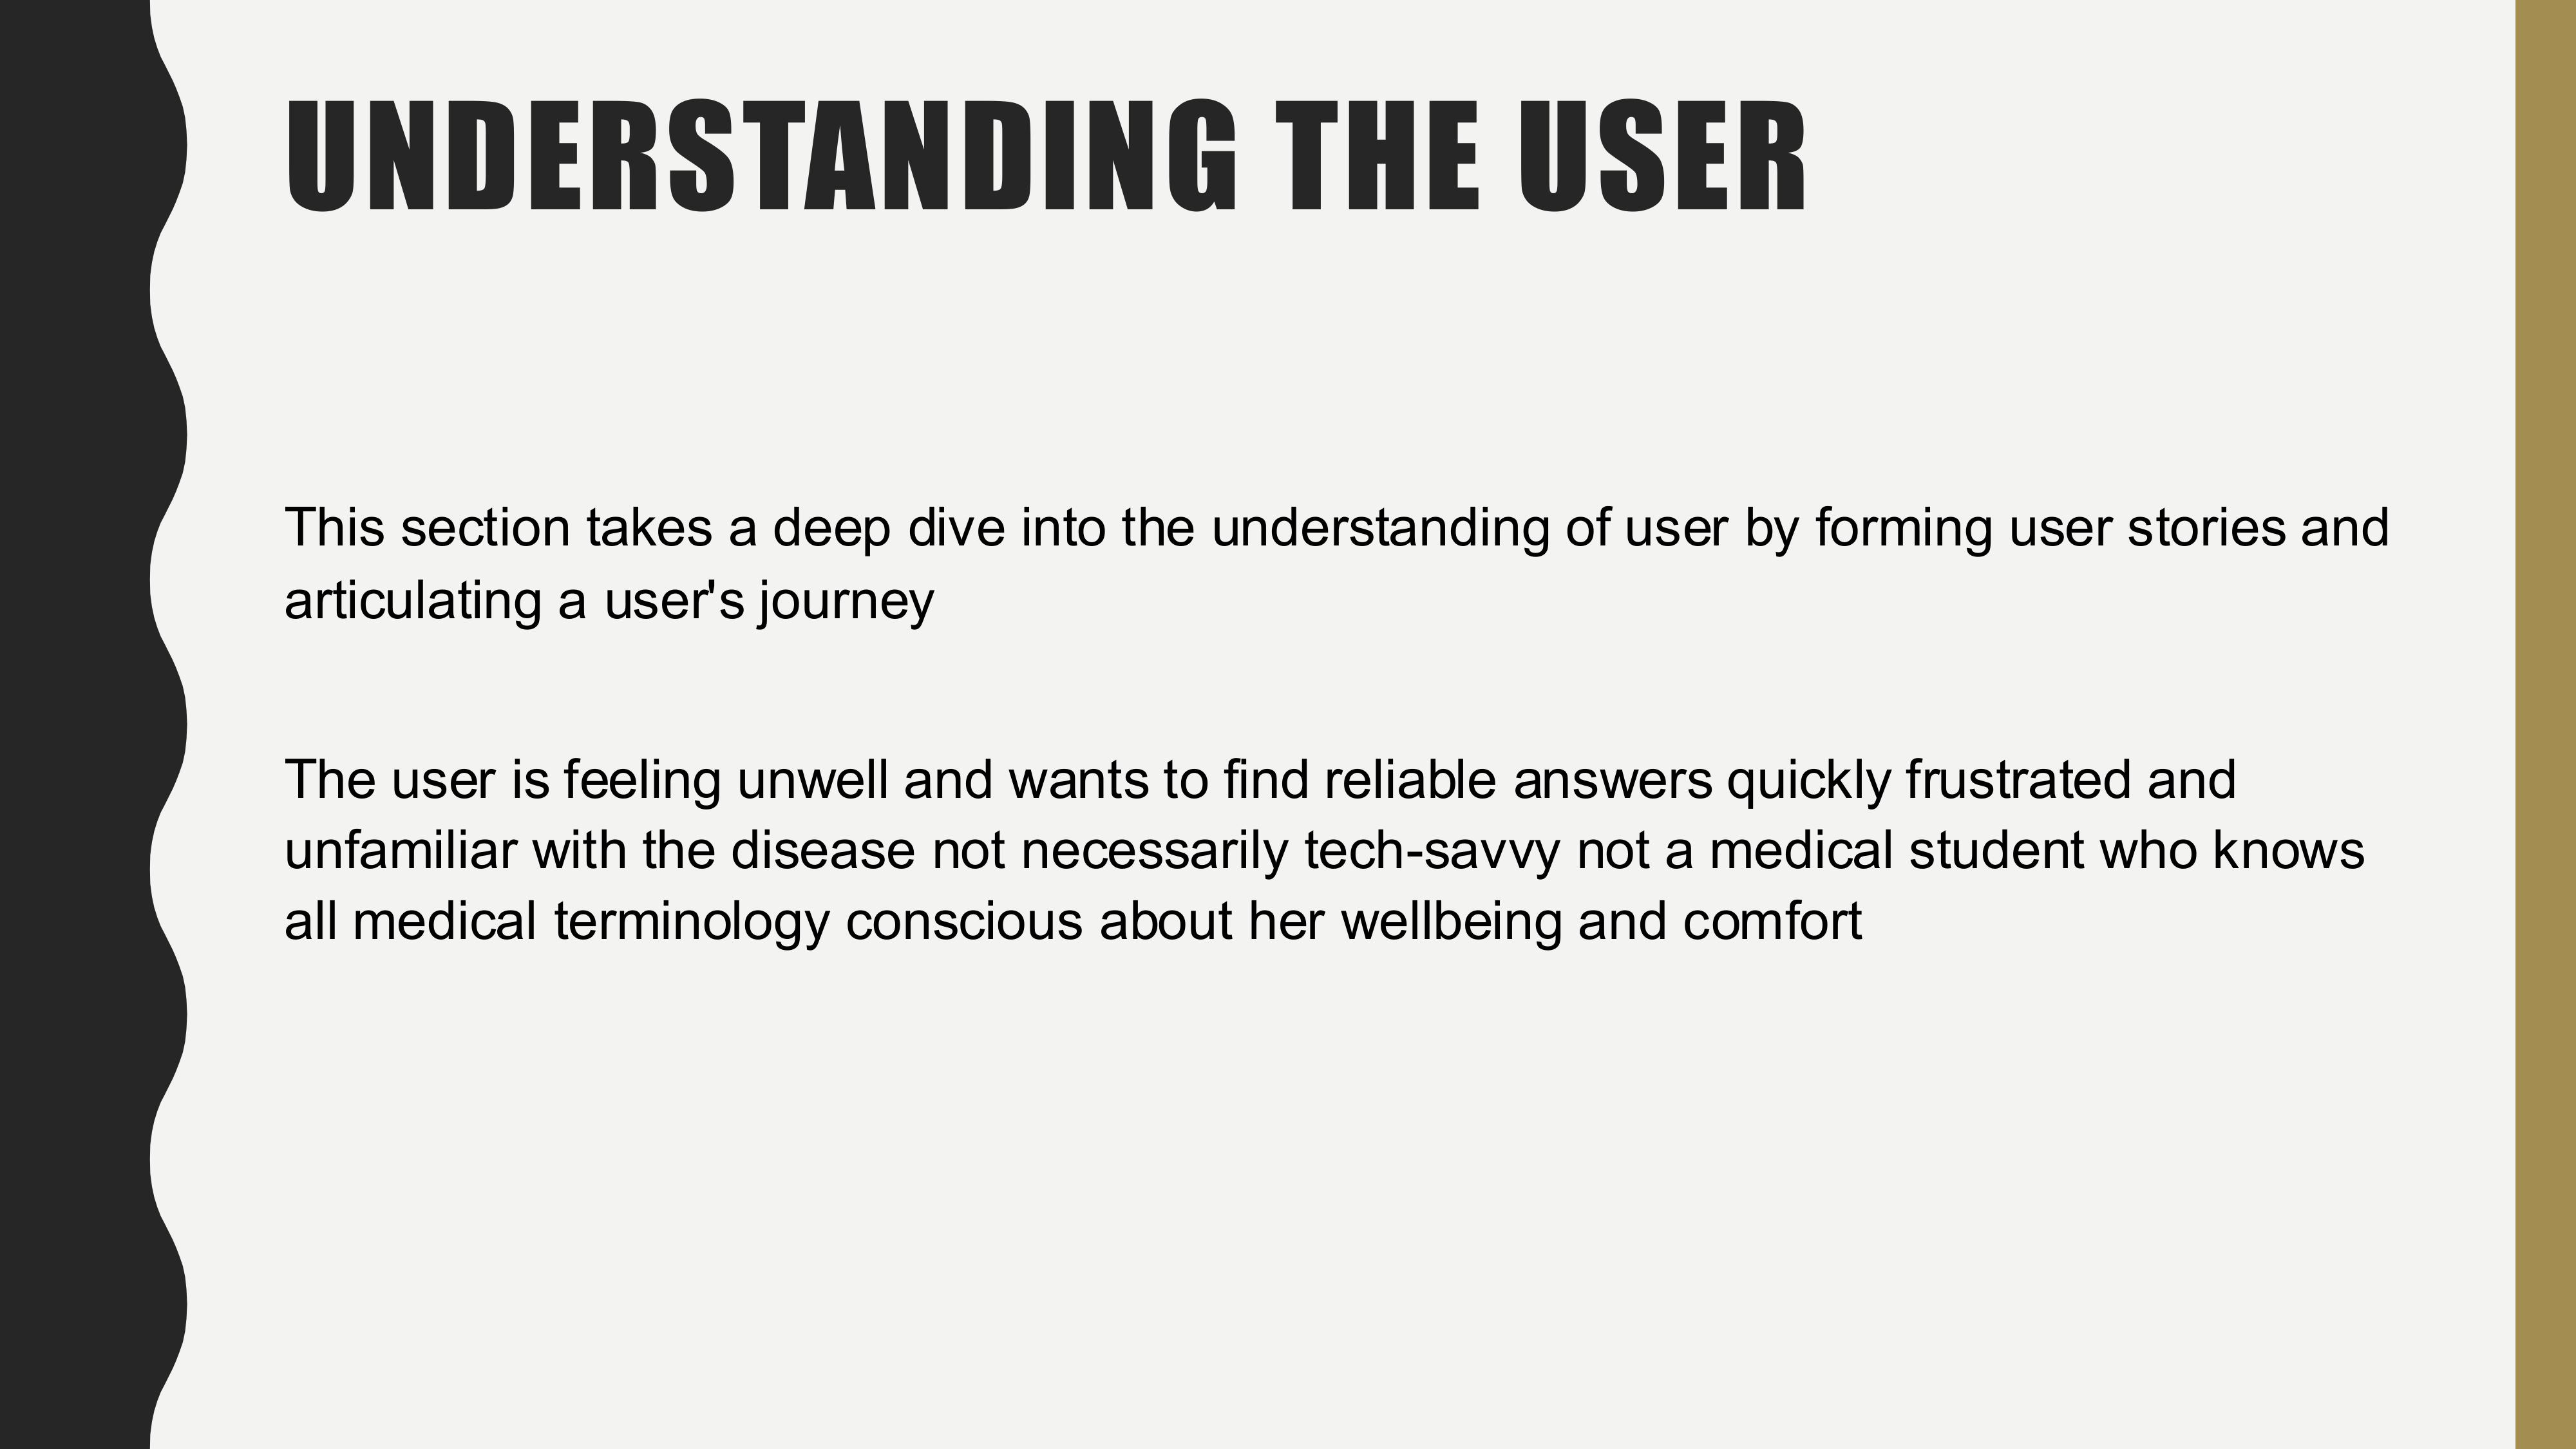 UNDERSTANDING THE USER
This section takes a deep dive into the understanding of user by forming user stories and
articulating a user's journey
The user is feeling unwell and wants to find reliable answers quickly frustrated and
unfamiliar with the disease not necessarily tech-savvy not a medical student who knows
all medical terminology conscious about her wellbeing and comfort